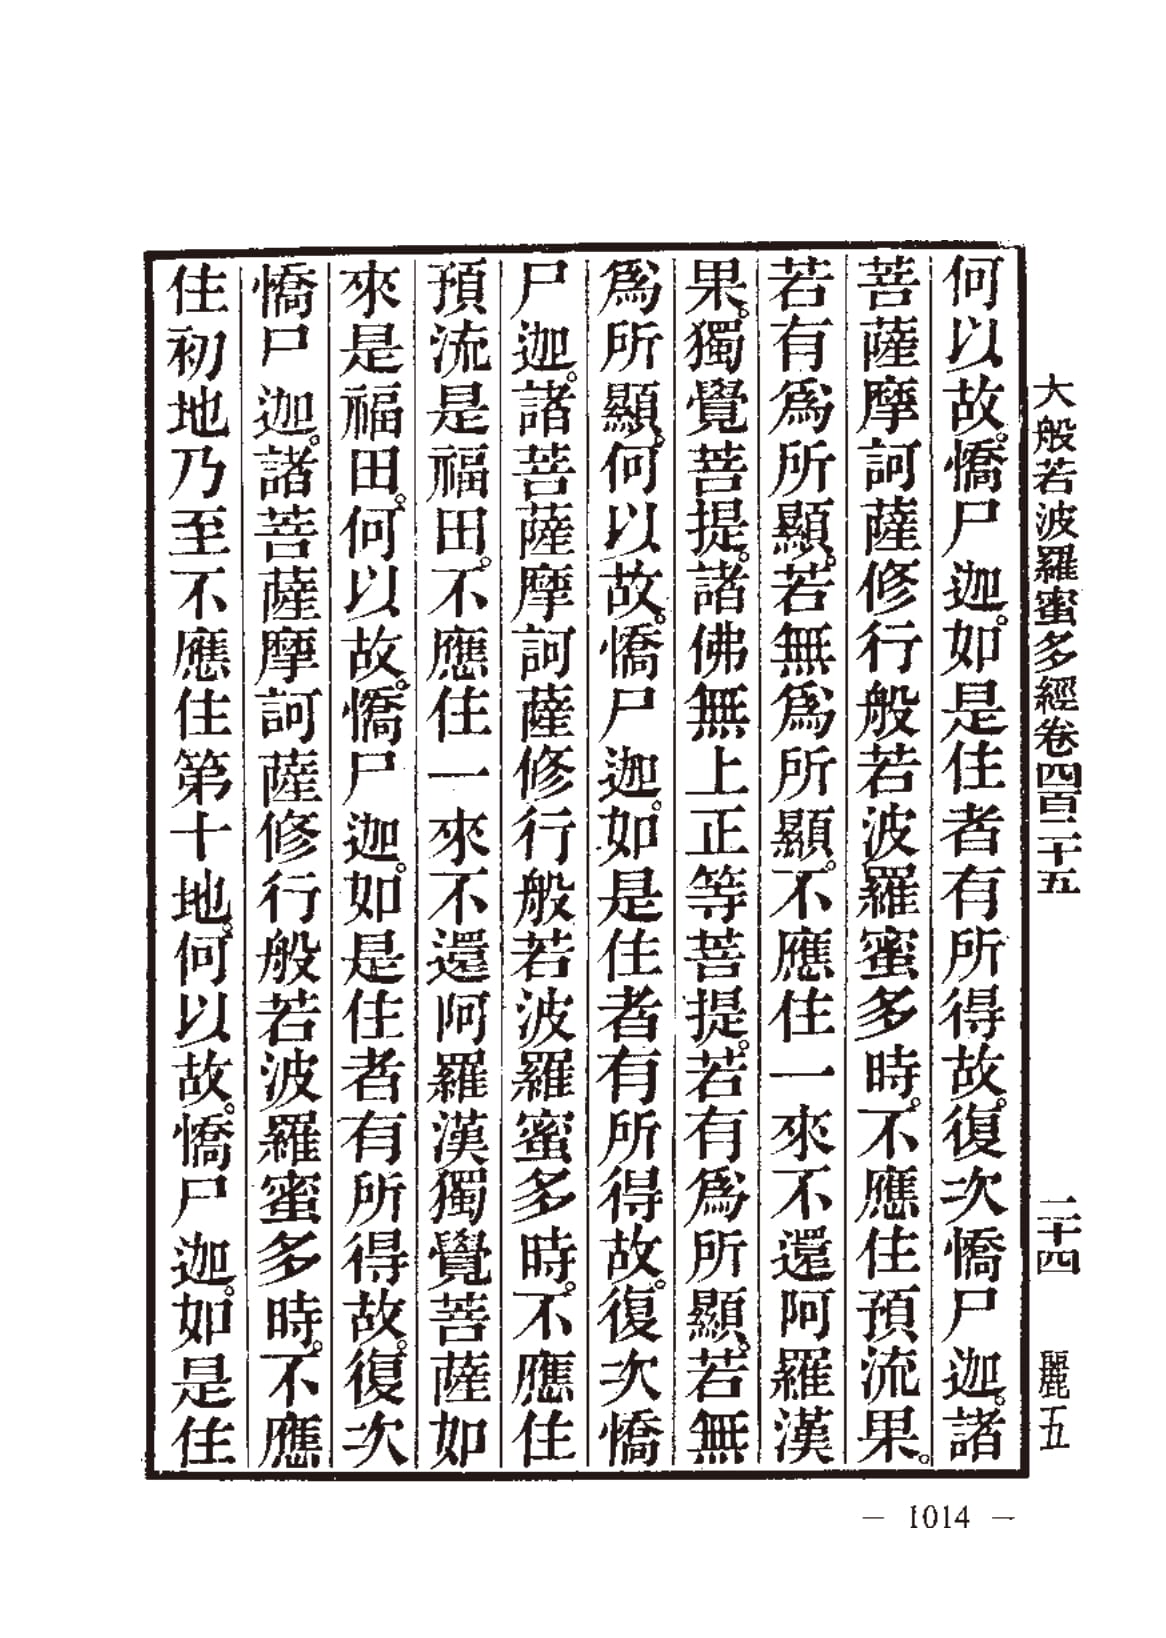 大般若波羅蜜多經卷四百二十五 二十四 麗五
何以故。憍尸迦。如是住者有所得故。復次憍尸迦。諸
菩薩摩訶薩修行般若波羅蜜多時。不應住預流果。
若有爲所顯。若無爲所顯。不應住一來不還阿羅漢
果。獨覺菩提。諸佛無上正等菩提。若有爲所顯。若無
爲所顯。何以故。憍尸迦。如是住者有所得故。復次憍
尸迦。諸菩薩摩訶薩修行般若波羅蜜多時。不應住
預流是福田。不應住一來不還阿羅漢獨覺菩薩如
來是福田。何以故。憍尸迦。如是住者有所得故。復次
憍尸迦。諸菩薩摩訶薩修行般若波羅蜜多時。不應
住初地乃至不應住第十地。何以故。憍尸迦。如是住
— 1014 —